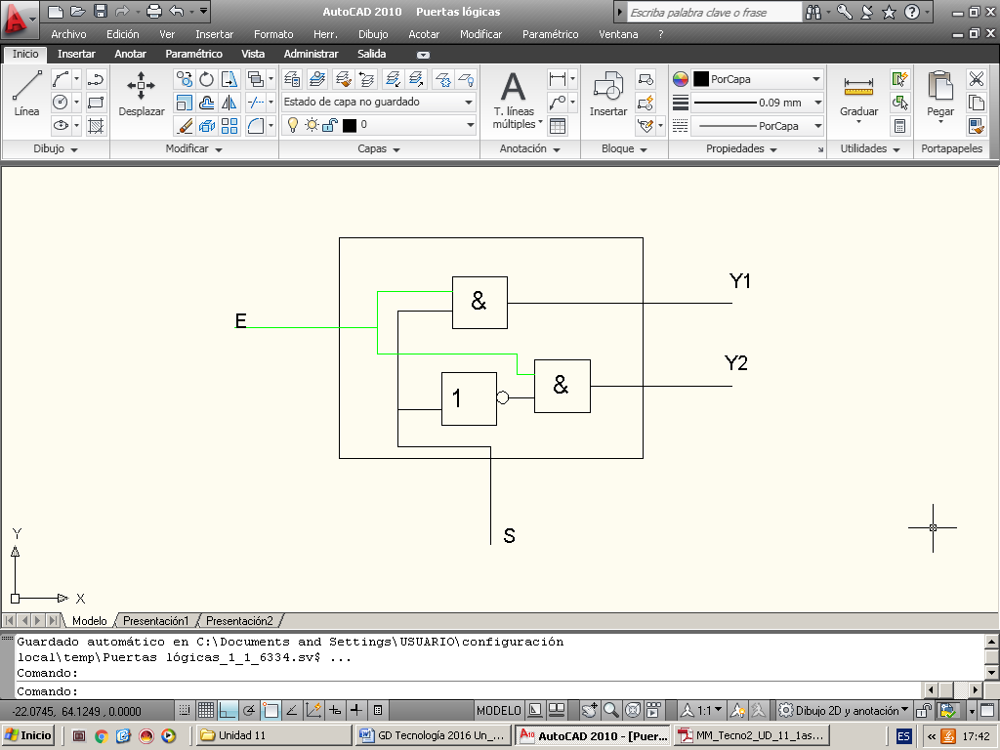 AutoCAD 2010 Puertas lógicas
Escriba palabra clave o frase
Archivo Edición Ver Insertar Formato Herr. Dibujo Acotar Modificar Paramétrico Ventana ?
Inicio Insertar Anotar Paramétrico Vista Administrar Salida
Línea
Desplazar
Estado de capa no guardado
0
A
T. líneas
múltiples
Insertar
PorCapa
0.09 mm
PorCapa
Graduar
Pegar
Dibujo Modificar Capas Anotación Bloque Propiedades Utilidades Portapapeles
Y1
&
E
Y2
&
1
S
Y
X
Modelo Presentación1 Presentación2
Guardado automático en C:\Documents and Settings\USUARIO\configuración
local\temp\Puertas lógicas_1_1_6334.sv$ ...
Comando:
Comando:
-22.0745, 64.1249 , 0.0000 MODELO 1:1 Dibujo 2D y anotación
Inicio Unidad 11 GD Tecnología 2016 Un_... AutoCAD 2010 - [Puer... MM_Tecno2_UD_11_1as... ES « 17:42